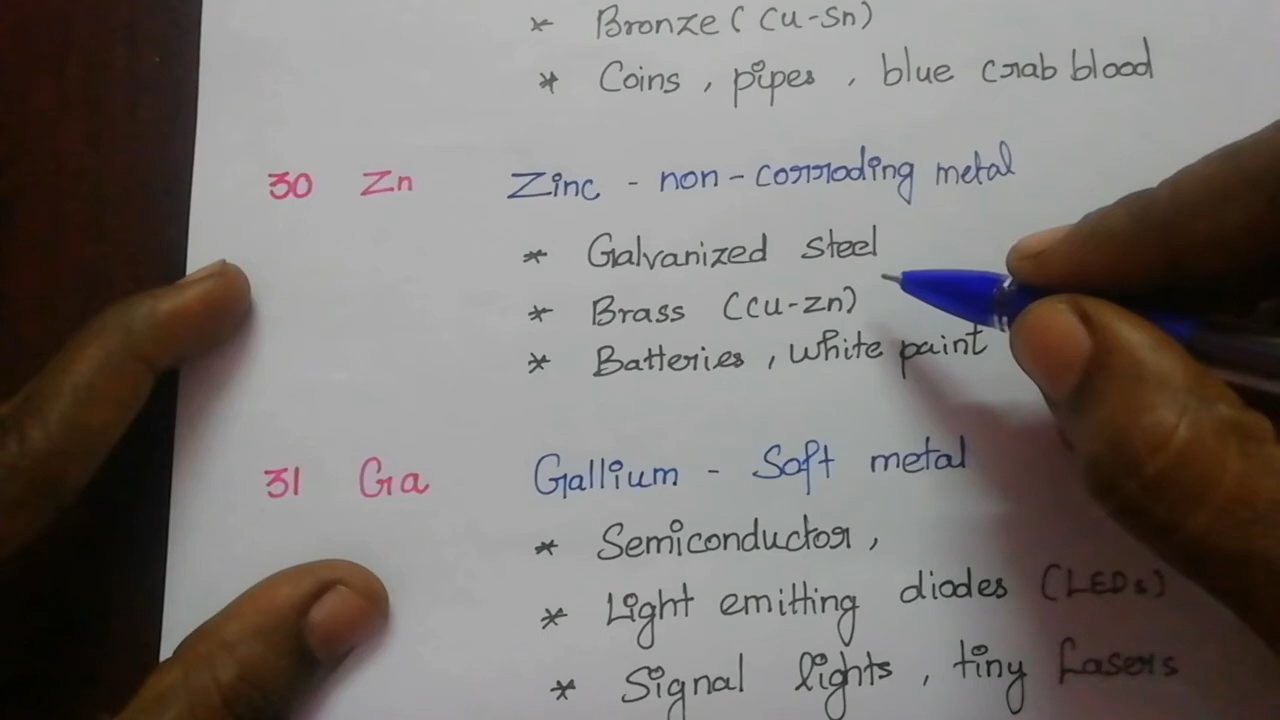 * Bronze (Cu-Sn)
* Coins, pipes, blue crab blood
30 Zn Zinc - non-corroding metal
* Galvanized steel
* Brass (Cu-Zn)
* Batteries, White paint
31 Ga Gallium - Soft metal
* Semiconductor,
* Light emitting diodes (LEDs)
* Signal lights, tiny Lasers